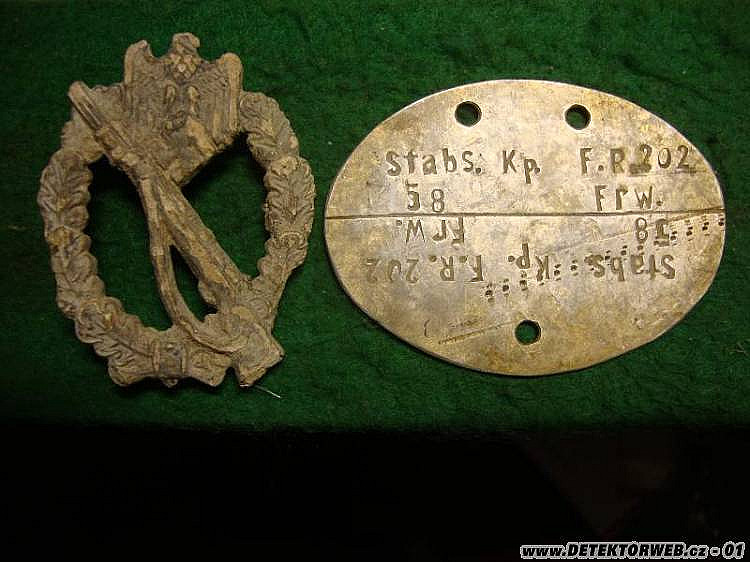 Stabs. Kp. F.R.202
58 Frw.
58 Frw.
Stabs. Kp. F.R.202
www.DETEKTORWEB.cz - 01